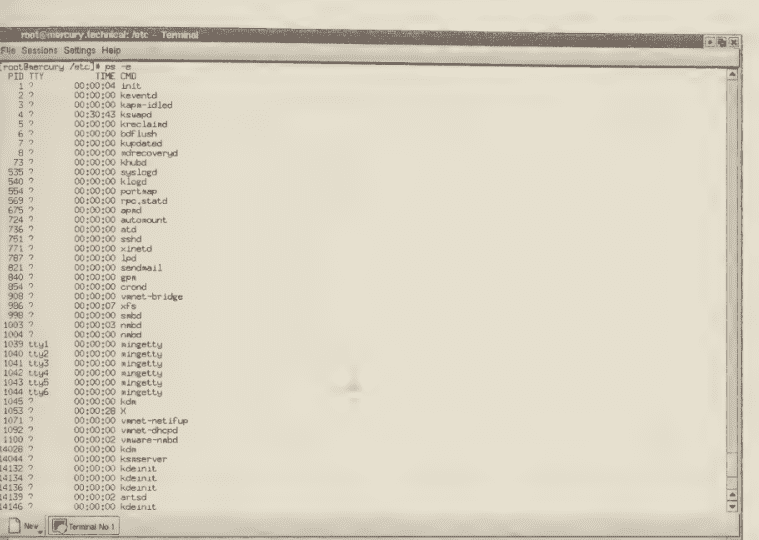 root@mercury.technical: /etc - Terminal
File Sessions Settings Help
[root@mercury /etc]# ps -e
PID TTY TIME CMD
1 ? 00:00:04 init
2 ? 00:00:00 keventd
3 ? 00:00:00 kapm-idled
4 ? 00:30:43 kswapd
5 ? 00:00:00 kreclaimd
6 ? 00:00:00 bdflush
7 ? 00:00:00 kupdated
8 ? 00:00:00 mdrecoveryd
73 ? 00:00:00 khubd
535 ? 00:00:00 syslogd
540 ? 00:00:00 klogd
554 ? 00:00:00 portmap
569 ? 00:00:00 rpc.statd
675 ? 00:00:00 apmd
724 ? 00:00:00 automount
736 ? 00:00:00 atd
751 ? 00:00:00 sshd
771 ? 00:00:00 xinetd
787 ? 00:00:00 lpd
821 ? 00:00:00 sendmail
840 ? 00:00:00 gpm
854 ? 00:00:00 crond
908 ? 00:00:00 vmnet-bridge
986 ? 00:00:07 xfs
998 ? 00:00:00 smbd
1003 ? 00:00:03 nmbd
1004 ? 00:00:00 nmbd
1039 tty1 00:00:00 mingetty
1040 tty2 00:00:00 mingetty
1041 tty3 00:00:00 mingetty
1042 tty4 00:00:00 mingetty
1043 tty5 00:00:00 mingetty
1044 tty6 00:00:00 mingetty
1045 ? 00:00:00 kdm
1053 ? 00:00:28 X
1071 ? 00:00:00 vmnet-netifup
1092 ? 00:00:00 vmnet-dhcpd
1100 ? 00:00:02 vmware-nmbd
14028 ? 00:00:00 kdm
14044 ? 00:00:00 ksmserver
14132 ? 00:00:00 kdeinit
14134 ? 00:00:00 kdeinit
14136 ? 00:00:00 kdeinit
14139 ? 00:00:02 artsd
14146 ? 00:00:00 kdeinit
New Terminal No 1